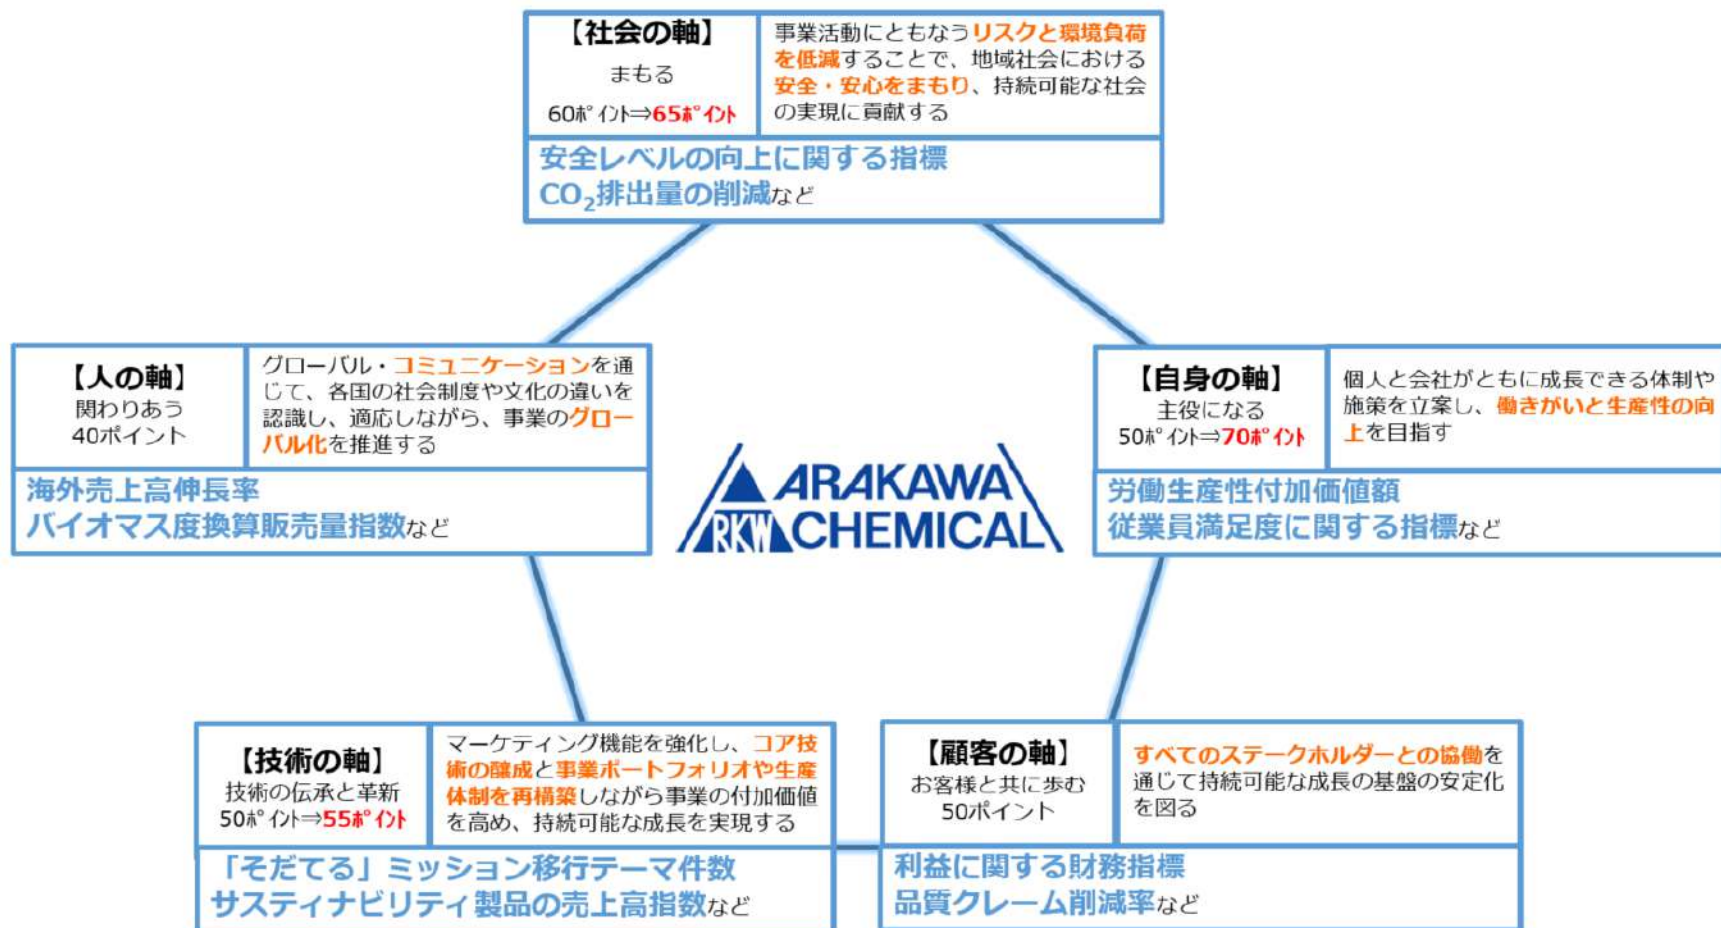 【社会の軸】
まもる
60ﾎﾟｲﾝﾄ⇒65ﾎﾟｲﾝﾄ
事業活動にともなうリスクと環境負荷
を低減することで、地域社会における
安全・安心をまもり、持続可能な社会
の実現に貢献する
安全レベルの向上に関する指標
CO₂排出量の削減など
【人の軸】
関わりあう
40ポイント
グローバル・コミュニケーションを通
じて、各国の社会制度や文化の違いを
認識し、適応しながら、事業のグロー
バル化を推進する
海外売上高伸長率
バイオマス度換算販売量指数など
ARAKAWA
RKW CHEMICAL
【自身の軸】
主役になる
50ﾎﾟｲﾝﾄ⇒70ﾎﾟｲﾝﾄ
個人と会社がともに成長できる体制や
施策を立案し、働きがいと生産性の向
上を目指す
労働生産性付加価値額
従業員満足度に関する指標など
【技術の軸】
技術の伝承と革新
50ﾎﾟｲﾝﾄ⇒55ﾎﾟｲﾝﾄ
マーケティング機能を強化し、コア技
術の醸成と事業ポートフォリオや生産
体制を再構築しながら事業の付加価値
を高め、持続可能な成長を実現する
「そだてる」ミッション移行テーマ件数
サスティナビリティ製品の売上高指数など
【顧客の軸】
お客様と共に歩む
50ポイント
すべてのステークホルダーとの協働を
通じて持続可能な成長の基盤の安定化
を図る
利益に関する財務指標
品質クレーム削減率など